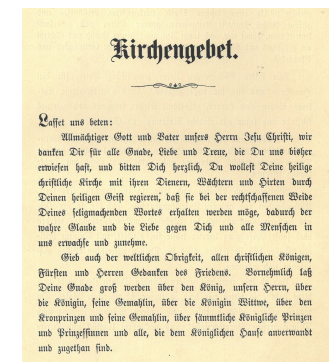 Kirchengebet.
Lasset uns beten:
Allmächtiger Gott und Vater unsers Herrn Jesu Christi, wir
danken Dir für alle Gnade, Liebe und Treue, die Du uns bisher
erwiesen hast, und bitten Dich herzlich, Du wollest Deine heilige
christliche Kirche mit ihren Dienern, Wächtern und Hirten durch
Deinen heiligen Geist regieren, daß sie bei der rechtschaffenen Weide
Deines seligmachenden Wortes erhalten werden möge, dadurch der
wahre Glaube und die Liebe gegen Dich und alle Menschen in
uns erwachse und zunehme.
Gieb auch der weltlichen Obrigkeit, allen christlichen Königen,
Fürsten und Herren Gedanken des Friedens. Vornehmlich laß
Deine Gnade groß werden über den König, unsern Herrn, über
die Königin, seine Gemahlin, über die Königin Wittwe, über den
Kronprinzen und seine Gemahlin, über sämmtliche Königliche Prinzen
und Prinzessinnen und alle, die dem Königlichen Hause anverwandt
und zugethan sind.